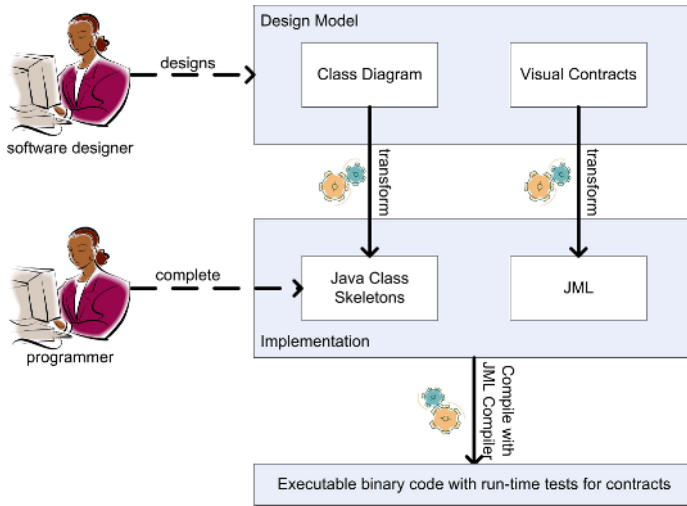 Design Model
designs
Class Diagram
Visual Contracts
software designer
transform
transform
complete
Java Class
Skeletons
JML
programmer
Implementation
Compile with
JML Compiler
Executable binary code with run-time tests for contracts